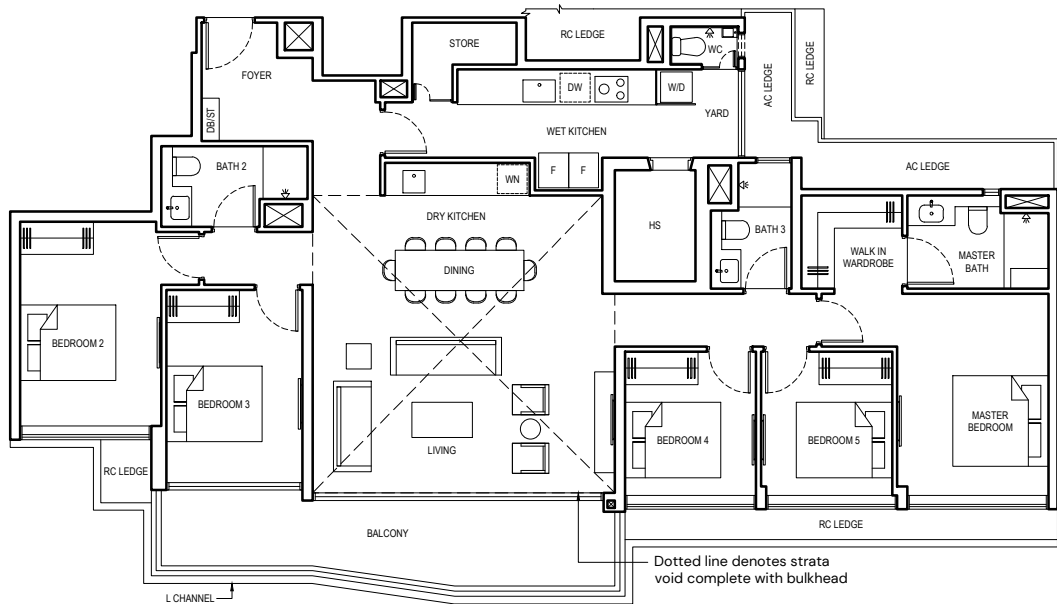 STORE
RC LEDGE
WC
FOYER
DW
W/D
AC LEDGE
RC LEDGE
DB/ST
YARD
WET KITCHEN
BATH 2
F
F
WN
AC LEDGE
DRY KITCHEN
HS
BATH 3
WALK IN
WARDROBE
MASTER
BATH
DINING
BEDROOM 2
BEDROOM 3
MASTER
BEDROOM
LIVING
BEDROOM 4
BEDROOM 5
RC LEDGE
RC LEDGE
BALCONY
Dotted line denotes strata
void complete with bulkhead
L CHANNEL